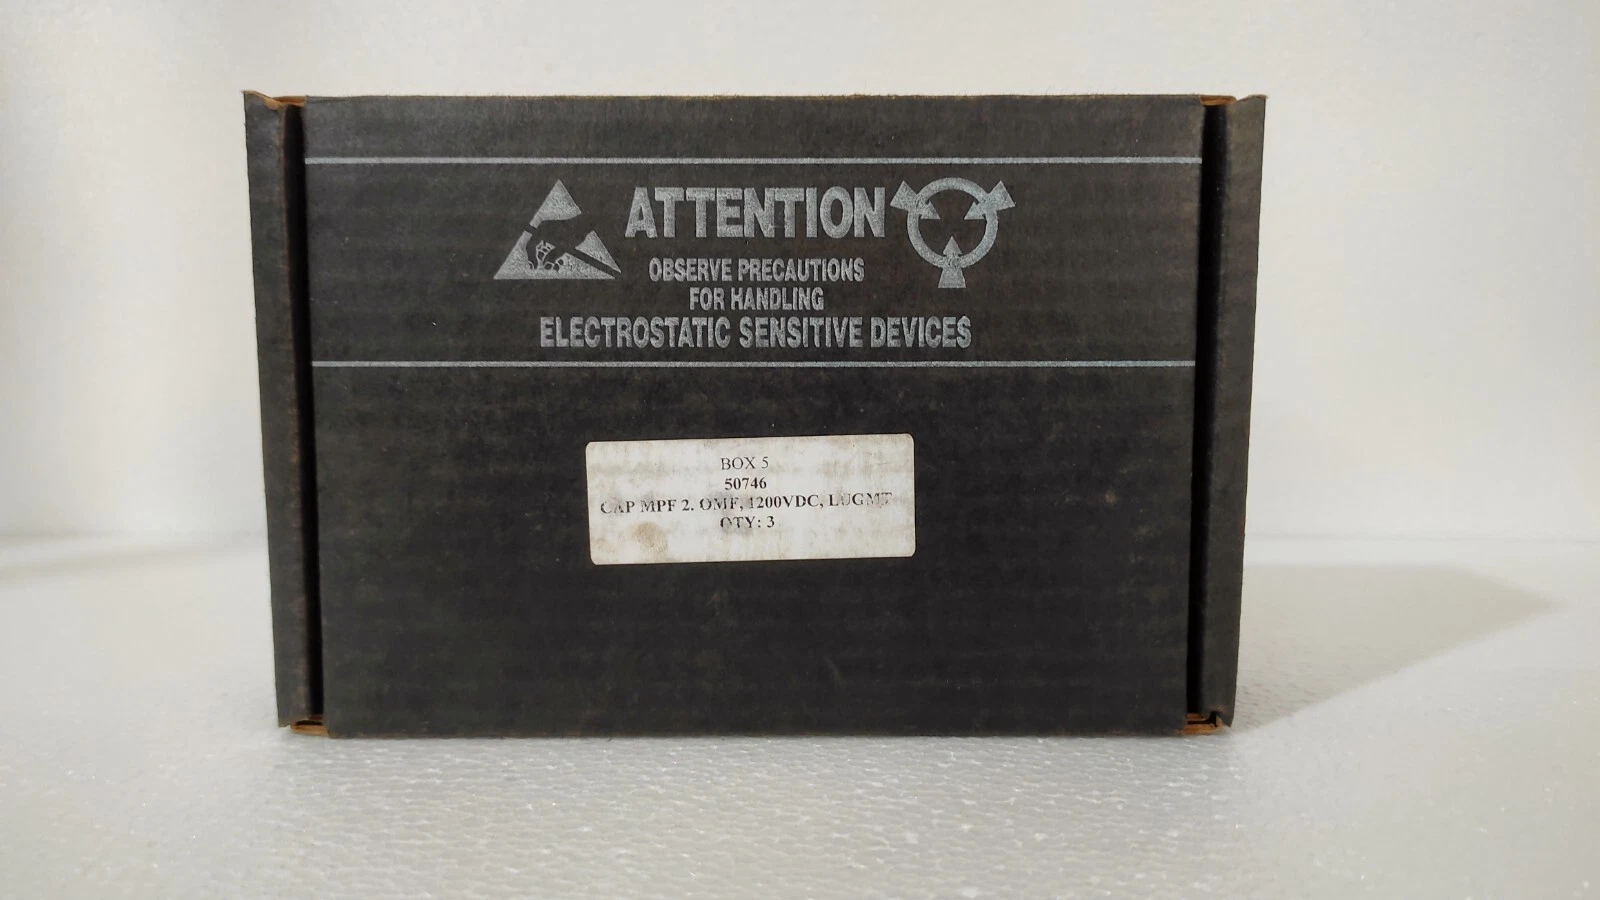 ATTENTION
OBSERVE PRECAUTIONS
FOR HANDLING
ELECTROSTATIC SENSITIVE DEVICES
BOX 5
50746
CAP MPF 2. OMF, 1200VDC, LUGMT
QTY: 3